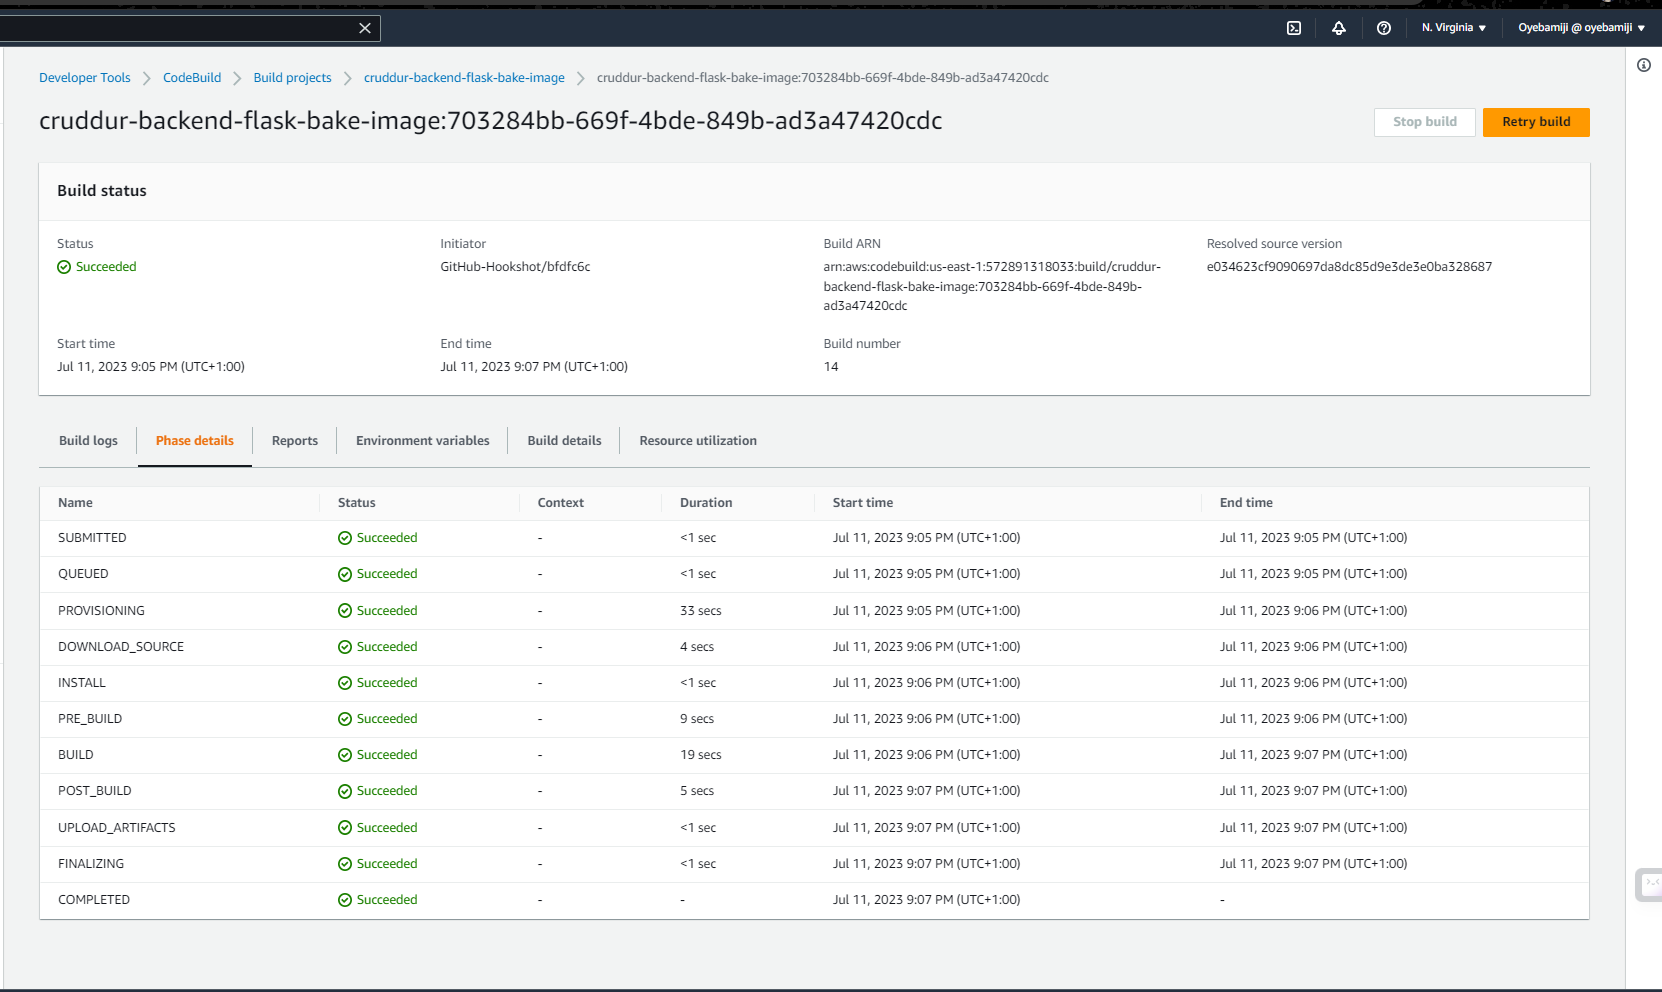 N. Virginia ▼ Oyebamiji @ oyebamiji ▼
Developer Tools CodeBuild Build projects cruddur-backend-flask-bake-image cruddur-backend-flask-bake-image:703284bb-669f-4bde-849b-ad3a47420cdc
cruddur-backend-flask-bake-image:703284bb-669f-4bde-849b-ad3a47420cdc
Stop build Retry build
Build status
Status Initiator Build ARN Resolved source version
Succeeded GitHub-Hookshot/bfdfc6c arn:aws:codebuild:us-east-1:572891318033:build/cruddur- e034623cf9090697da8dc85d9e3de3e0ba328687
backend-flask-bake-image:703284bb-669f-4bde-849b-
ad3a47420cdc
Start time End time Build number
Jul 11, 2023 9:05 PM (UTC+1:00) Jul 11, 2023 9:07 PM (UTC+1:00) 14
Build logs Phase details Reports Environment variables Build details Resource utilization
Name Status Context Duration Start time End time
SUBMITTED Succeeded - <1 sec Jul 11, 2023 9:05 PM (UTC+1:00) Jul 11, 2023 9:05 PM (UTC+1:00)
QUEUED Succeeded - <1 sec Jul 11, 2023 9:05 PM (UTC+1:00) Jul 11, 2023 9:05 PM (UTC+1:00)
PROVISIONING Succeeded - 33 secs Jul 11, 2023 9:05 PM (UTC+1:00) Jul 11, 2023 9:06 PM (UTC+1:00)
DOWNLOAD_SOURCE Succeeded - 4 secs Jul 11, 2023 9:06 PM (UTC+1:00) Jul 11, 2023 9:06 PM (UTC+1:00)
INSTALL Succeeded - <1 sec Jul 11, 2023 9:06 PM (UTC+1:00) Jul 11, 2023 9:06 PM (UTC+1:00)
PRE_BUILD Succeeded - 9 secs Jul 11, 2023 9:06 PM (UTC+1:00) Jul 11, 2023 9:06 PM (UTC+1:00)
BUILD Succeeded - 19 secs Jul 11, 2023 9:06 PM (UTC+1:00) Jul 11, 2023 9:07 PM (UTC+1:00)
POST_BUILD Succeeded - 5 secs Jul 11, 2023 9:07 PM (UTC+1:00) Jul 11, 2023 9:07 PM (UTC+1:00)
UPLOAD_ARTIFACTS Succeeded - <1 sec Jul 11, 2023 9:07 PM (UTC+1:00) Jul 11, 2023 9:07 PM (UTC+1:00)
FINALIZING Succeeded - <1 sec Jul 11, 2023 9:07 PM (UTC+1:00) Jul 11, 2023 9:07 PM (UTC+1:00)
COMPLETED Succeeded - - Jul 11, 2023 9:07 PM (UTC+1:00) -